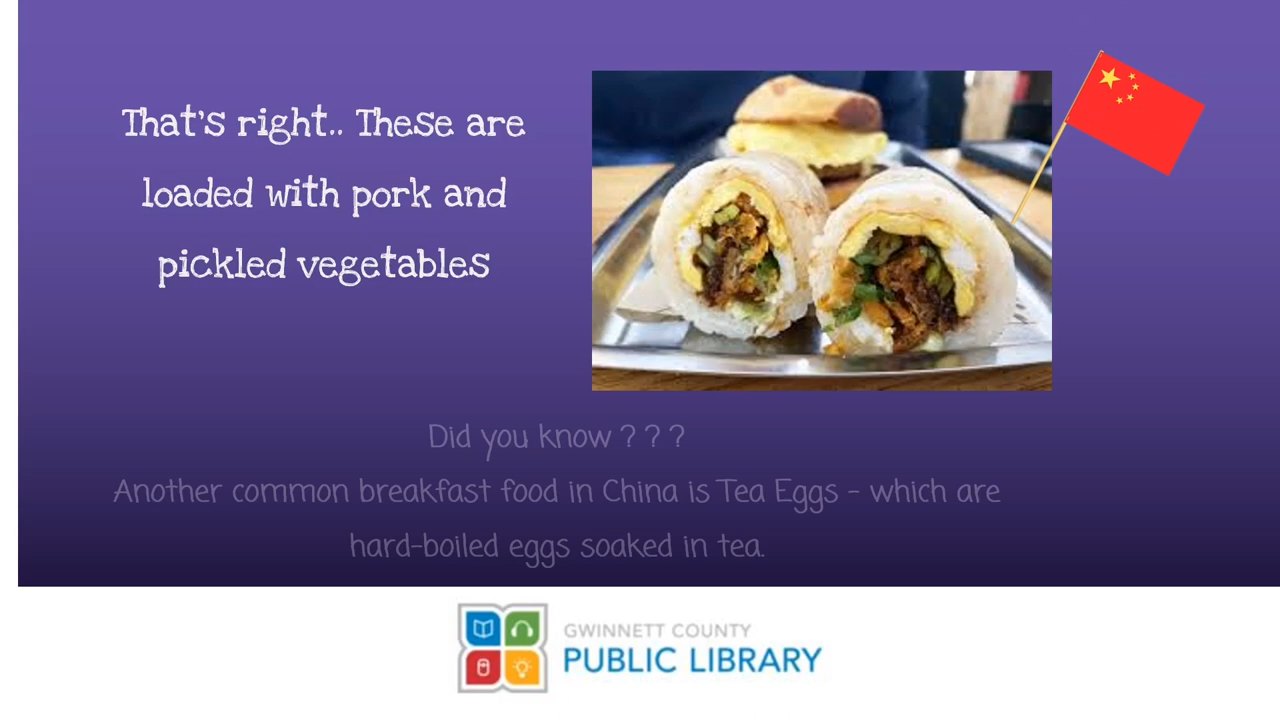 That's right.. These are
loaded with pork and
pickled vegetables
Did you know ? ? ?
Another common breakfast food in China is Tea Eggs - which are
hard-boiled eggs soaked in tea.
GWINNETT COUNTY
PUBLIC LIBRARY